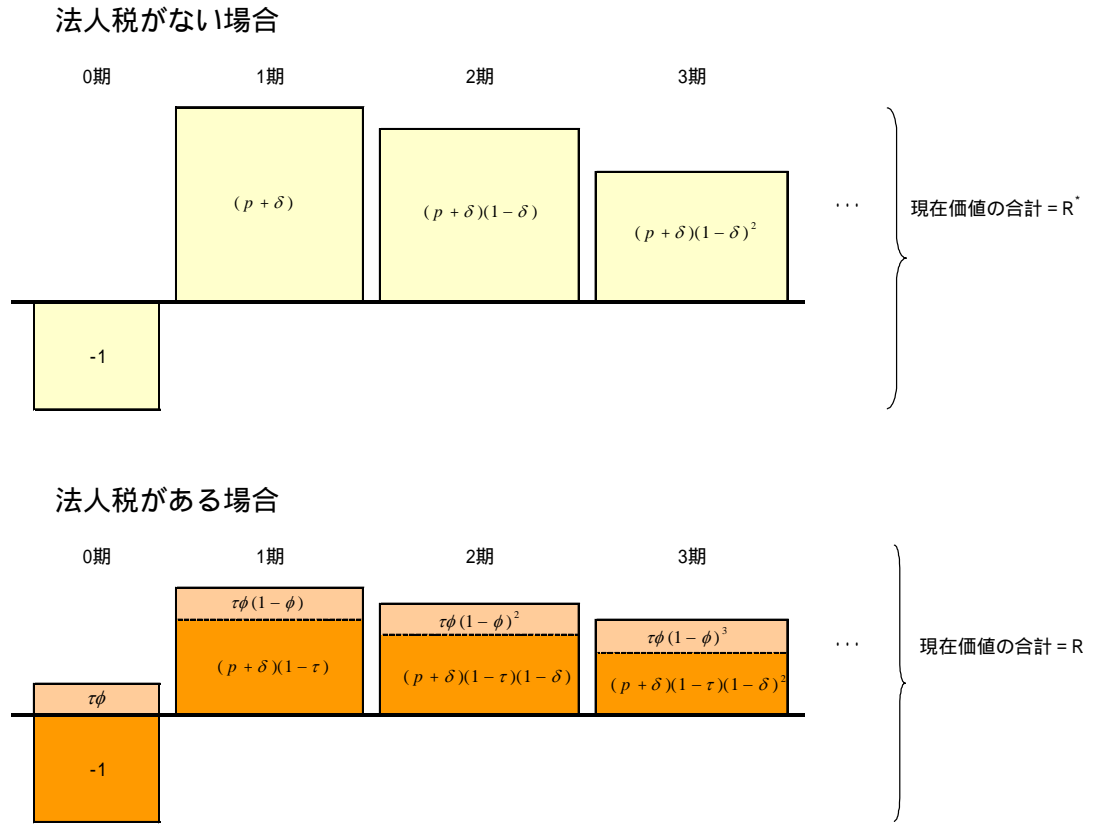 法人税がない場合
0期 1期 2期 3期
(p + δ)
(p + δ)(1 − δ)
(p + δ)(1 − δ)²
-1
··· 現在価値の合計 = R*
法人税がある場合
0期 1期 2期 3期
τϕ(1 − ϕ)
τϕ(1 − ϕ)²
τϕ(1 − ϕ)³
(p + δ)(1 − τ)
(p + δ)(1 − τ)(1 − δ)
(p + δ)(1 − τ)(1 − δ)²
τϕ
-1
··· 現在価値の合計 = R